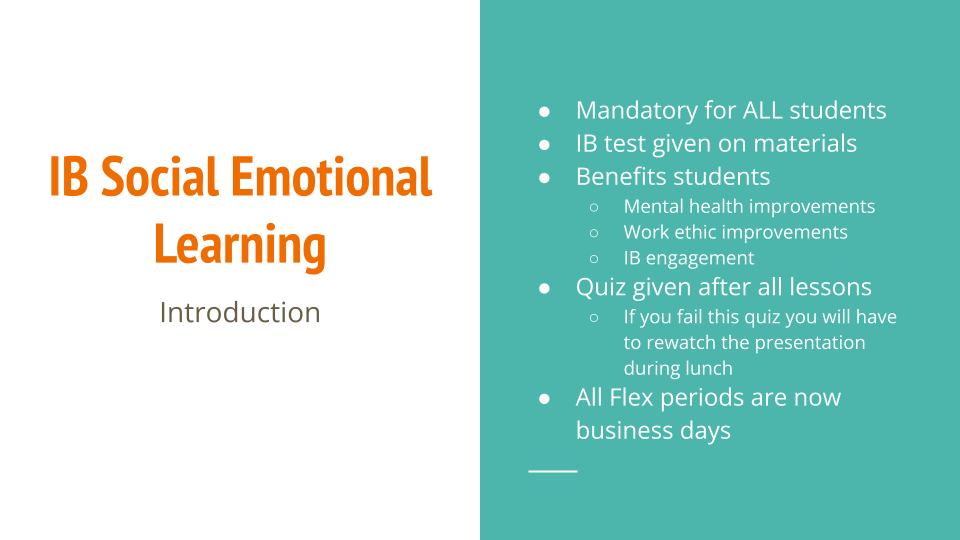 IB Social Emotional
Learning
Introduction
● Mandatory for ALL students
● IB test given on materials
● Benefits students
○ Mental health improvements
○ Work ethic improvements
○ IB engagement
● Quiz given after all lessons
○ If you fail this quiz you will have
to rewatch the presentation
during lunch
● All Flex periods are now
business days